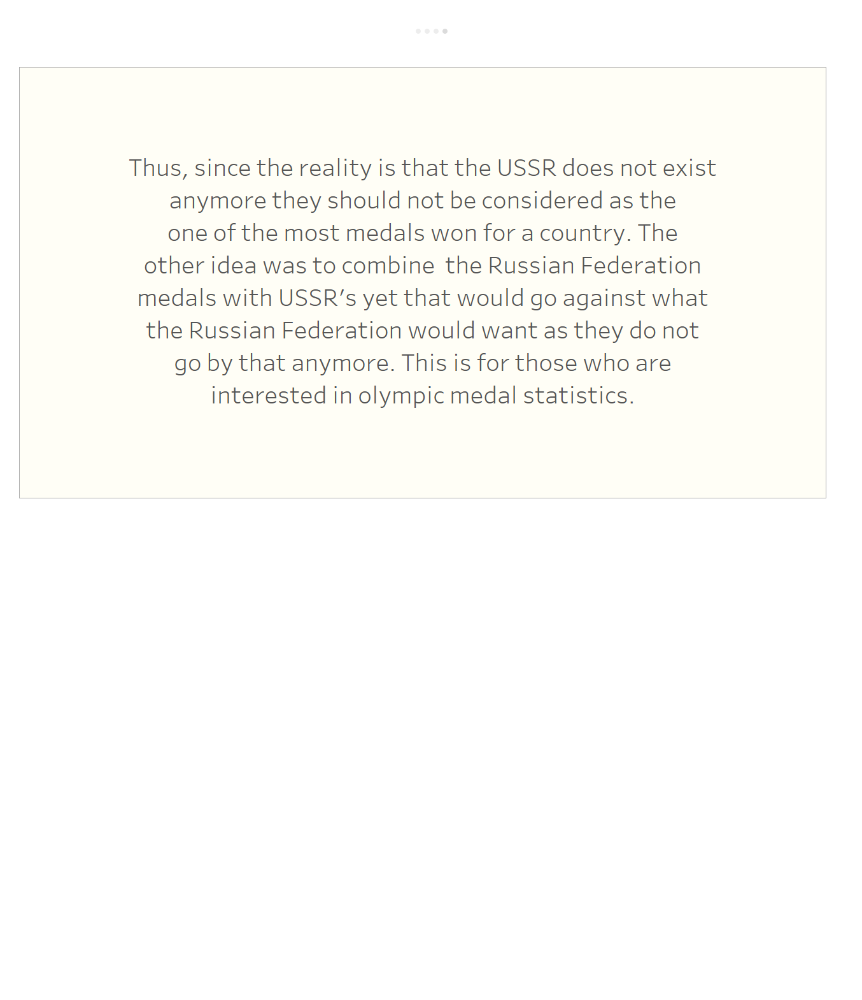 Thus, since the reality is that the USSR does not exist
anymore they should not be considered as the
one of the most medals won for a country. The
other idea was to combine  the Russian Federation
medals with USSR’s yet that would go against what
the Russian Federation would want as they do not
go by that anymore. This is for those who are
interested in olympic medal statistics.